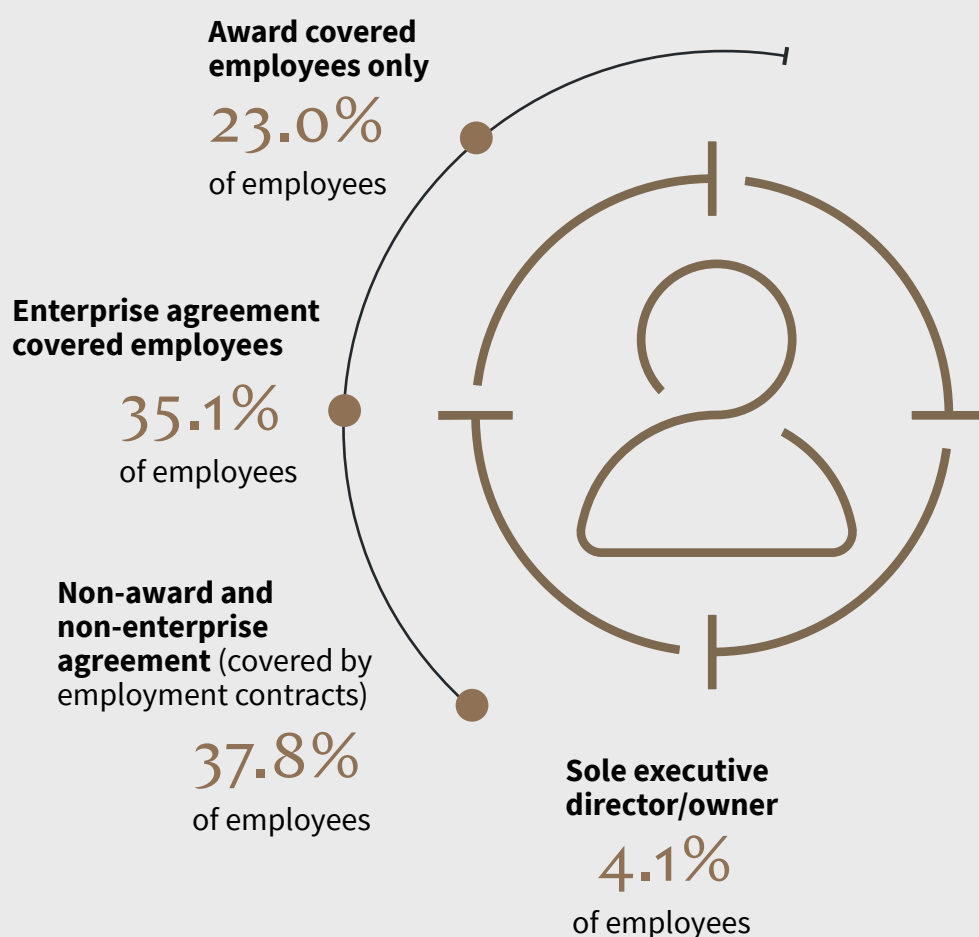 Award covered
employees only
23.0%
of employees
Enterprise agreement
covered employees
35.1%
of employees
Non-award and
non-enterprise
agreement (covered by
employment contracts)
37.8%
of employees
Sole executive
director/owner
4.1%
of employees